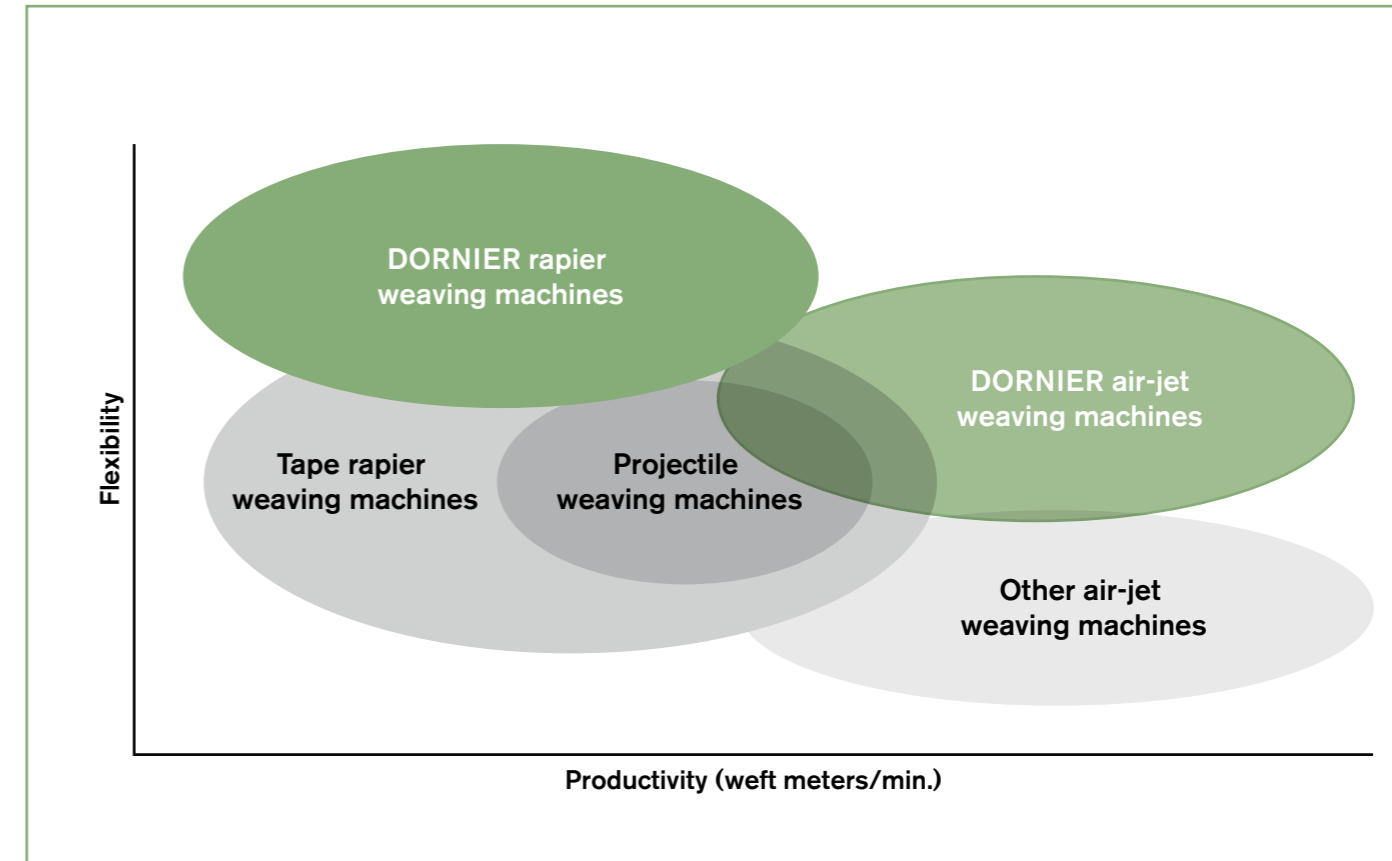 DORNIER rapier
weaving machines
DORNIER air-jet
weaving machines
Tape rapier
weaving machines
Projectile
weaving machines
Other air-jet
weaving machines
Flexibility
Productivity (weft meters/min.)